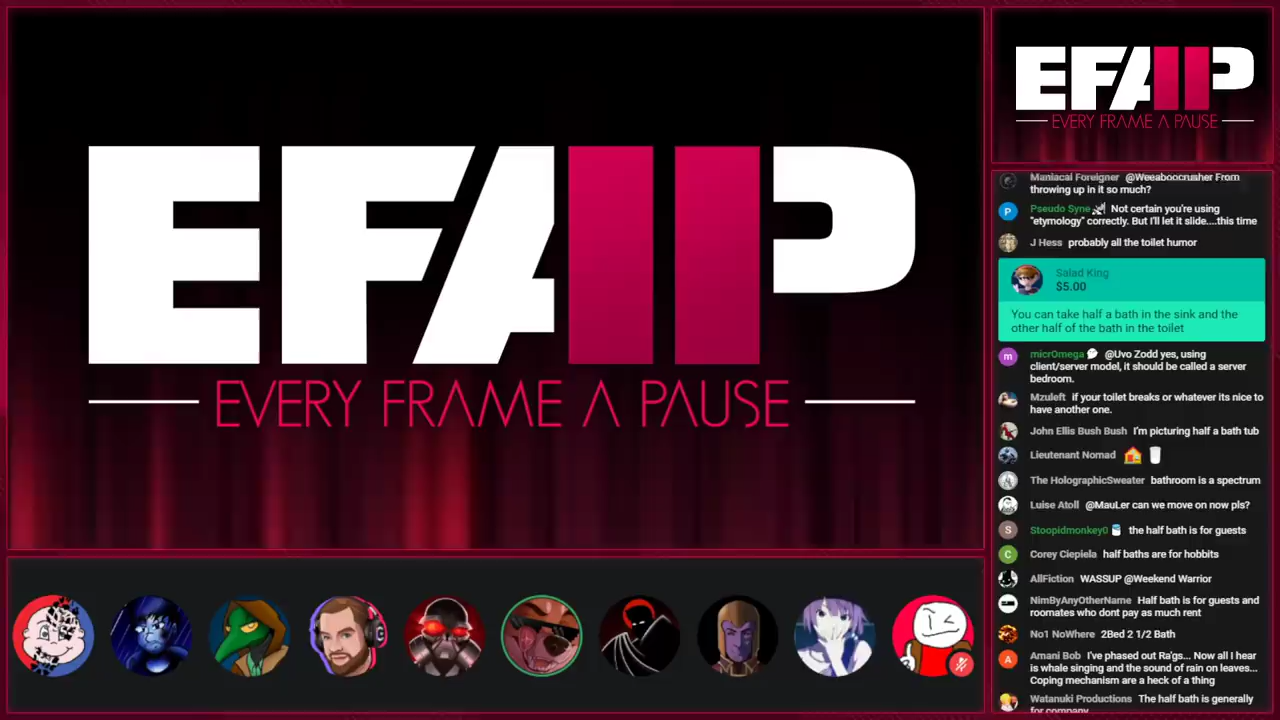 EFAP
EVERY FRAME A PAUSE
EFAP
EVERY FRAME A PAUSE
Maniacal Foreigner @Weeaboocrusher From
throwing up in it so much?
Pseudo Syne Not certain you're using
"etymology" correctly. But I'll let it slide....this time
J Hess probably all the toilet humor
Salad King
$5.00
You can take half a bath in the sink and the
other half of the bath in the toilet
micrOmega @Uvo Zodd yes, using
client/server model, it should be called a server
bedroom.
Mzuleft if your toilet breaks or whatever its nice to
have another one.
John Ellis Bush Bush I'm picturing half a bath tub
Lieutenant Nomad
The HolographicSweater bathroom is a spectrum
Luise Atoll @MauLer can we move on now pls?
Stoopidmonkey0 the half bath is for guests
Corey Ciepiela half baths are for hobbits
AllFiction WASSUP @Weekend Warrior
NimByAnyOtherName Half bath is for guests and
roomates who dont pay as much rent
No1 NoWhere 2Bed 2 1/2 Bath
Amani Bob I've phased out Ra'gs... Now all I hear
is whale singing and the sound of rain on leaves...
Coping mechanism are a heck of a thing
Watanuki Productions The half bath is generally
for company